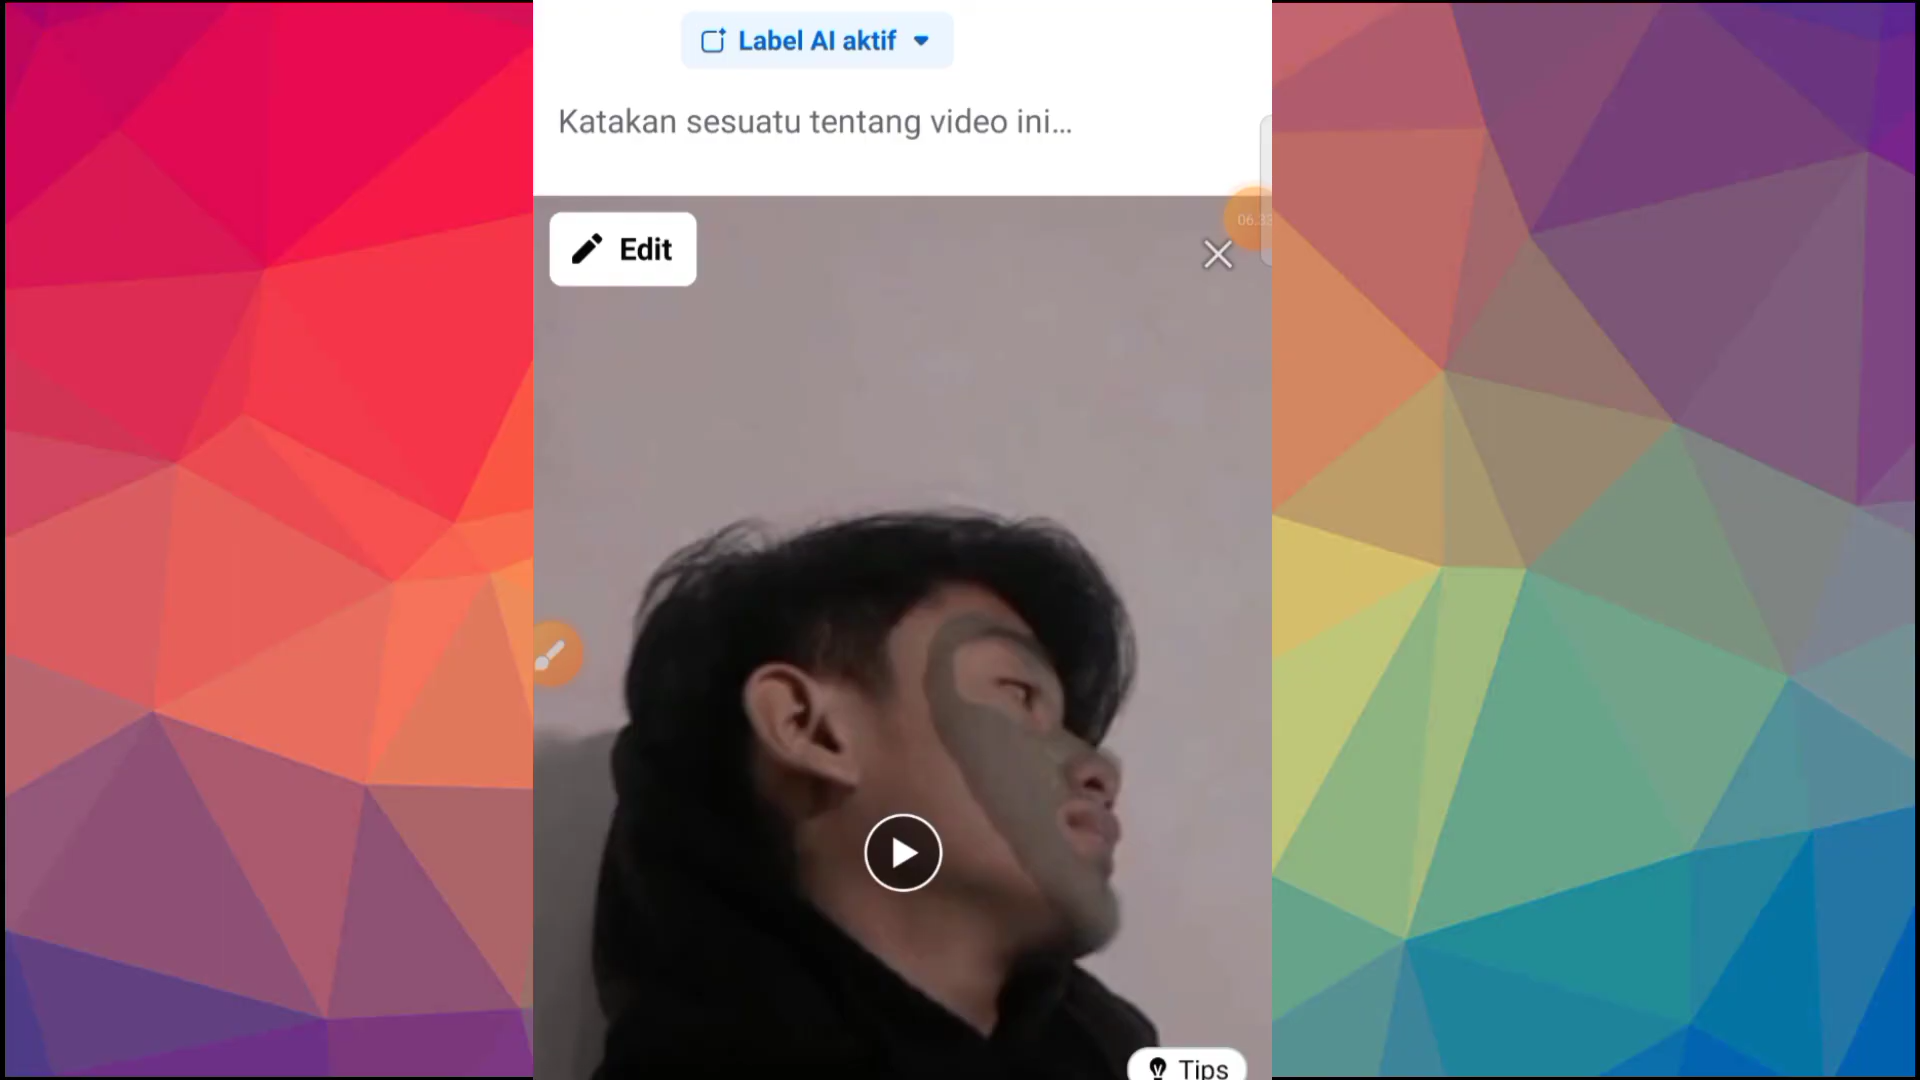 Label AI aktif
Katakan sesuatu tentang video ini...
Edit
Tips